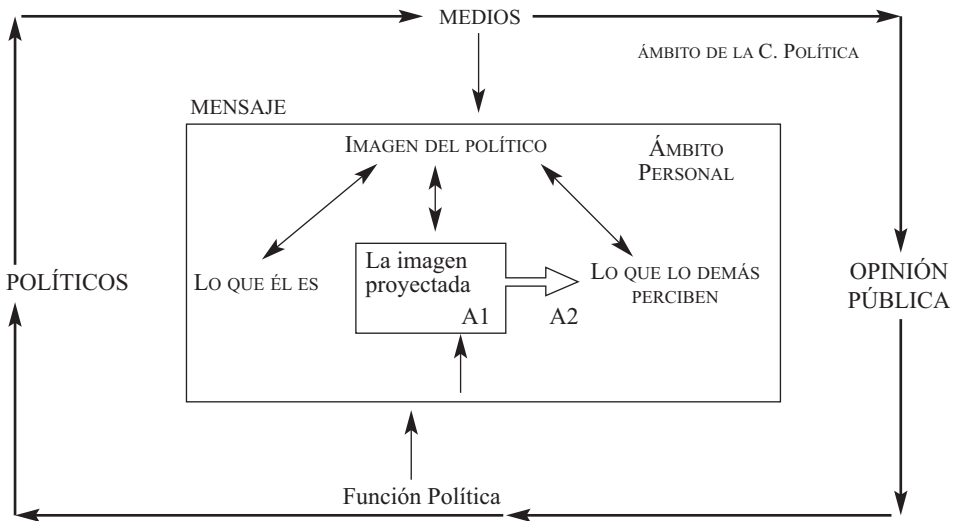 MEDIOS
ÁMBITO DE LA C. POLÍTICA
MENSAJE
IMAGEN DEL POLÍTICO
ÁMBITO
PERSONAL
POLÍTICOS
LO QUE ÉL ES
La imagen
proyectada
A1
A2
LO QUE LO DEMÁS
PERCIBEN
OPINIÓN
PÚBLICA
Función Política